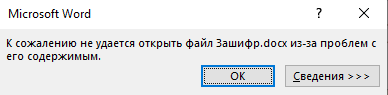 Microsoft Word
К сожалению не удается открыть файл Зашифр.docx из-за проблем с
его содержимым.
ОК
Сведения >>>